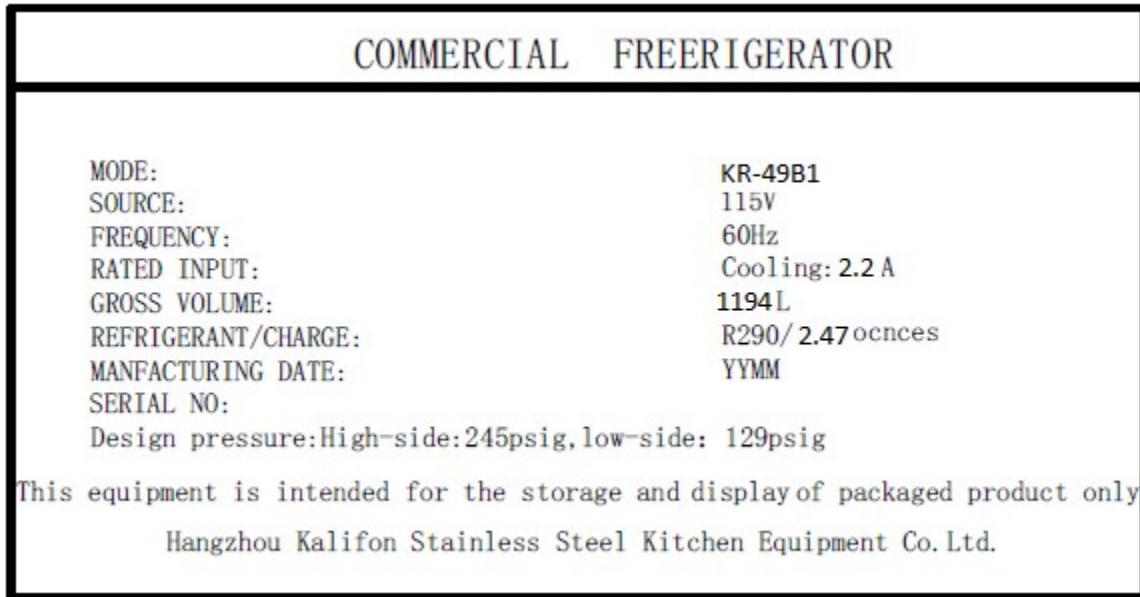 COMMERCIAL FREERIGERATOR
MODE: KR-49B1
SOURCE: 115V
FREQUENCY: 60Hz
RATED INPUT: Cooling: 2.2 A
GROSS VOLUME: 1194L
REFRIGERANT/CHARGE: R290/ 2.47 ocnces
MANFACTURING DATE: YYMM
SERIAL NO:
Design pressure:High-side:245psig,low-side: 129psig
This equipment is intended for the storage and display of packaged product only
Hangzhou Kalifon Stainless Steel Kitchen Equipment Co.Ltd.